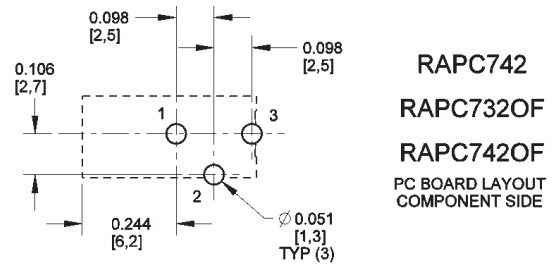 0.098
[2,5]
0.098
[2,5]
0.106
[2,7]
1
3
2
0.244
[6,2]
Ø 0.051
[1,3]
TYP (3)
RAPC742
RAPC732OF
RAPC742OF
PC BOARD LAYOUT
COMPONENT SIDE